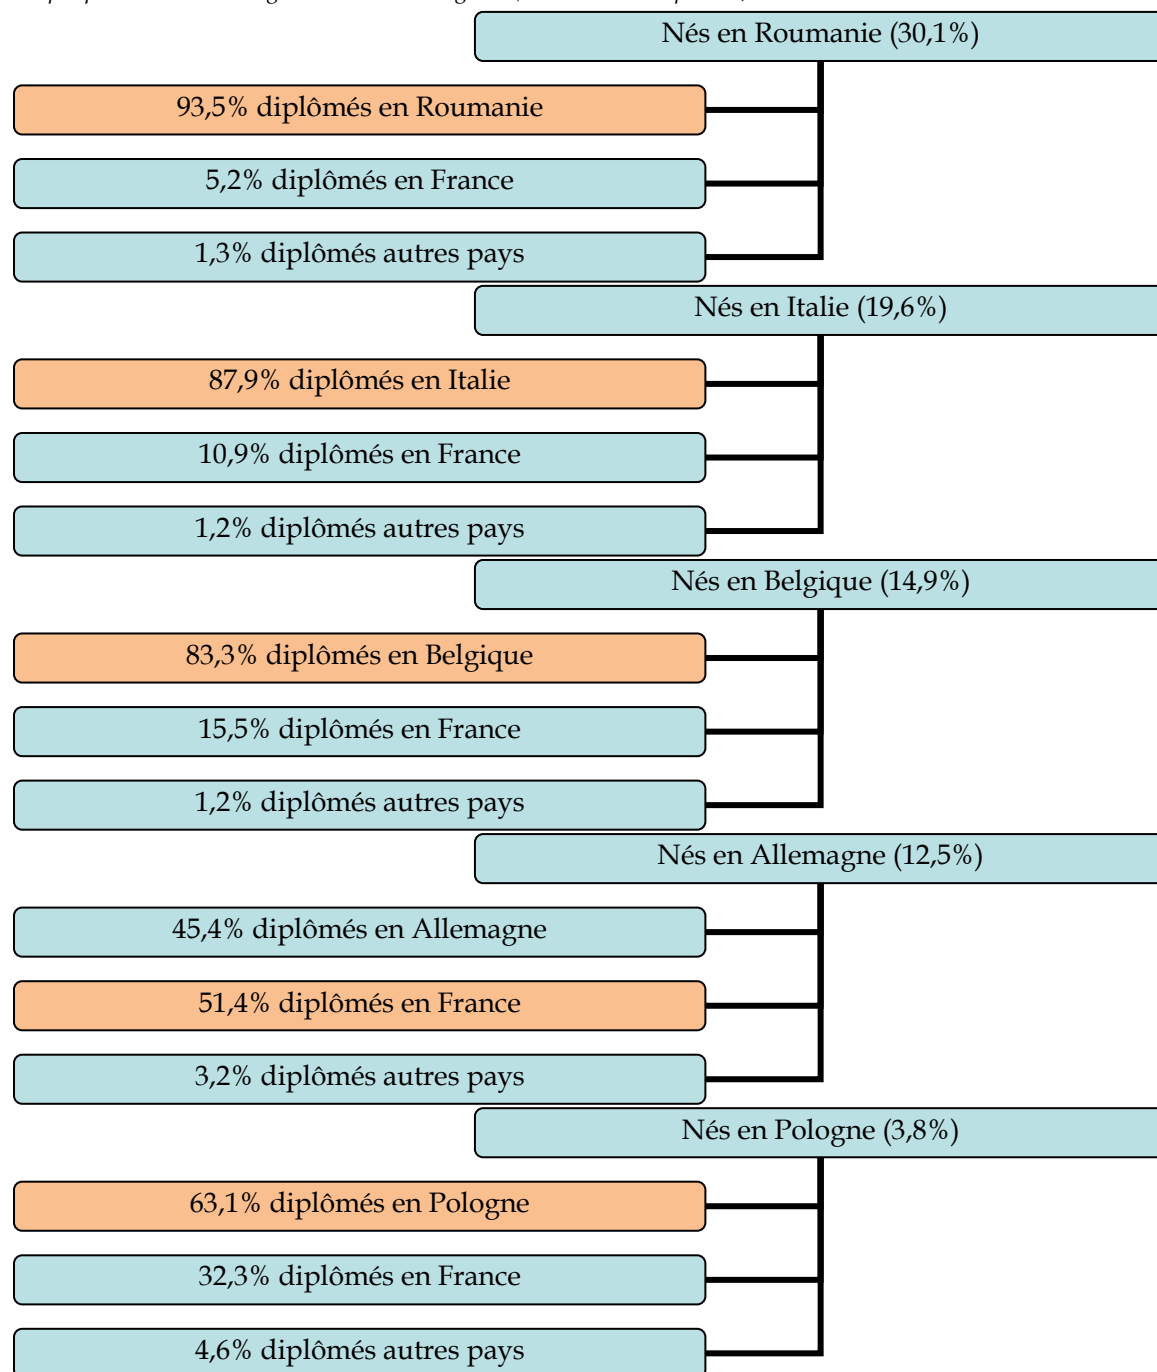 Nés en Roumanie (30,1%)
93,5% diplômés en Roumanie
5,2% diplômés en France
1,3% diplômés autres pays
Nés en Italie (19,6%)
87,9% diplômés en Italie
10,9% diplômés en France
1,2% diplômés autres pays
Nés en Belgique (14,9%)
83,3% diplômés en Belgique
15,5% diplômés en France
1,2% diplômés autres pays
Nés en Allemagne (12,5%)
45,4% diplômés en Allemagne
51,4% diplômés en France
3,2% diplômés autres pays
Nés en Pologne (3,8%)
63,1% diplômés en Pologne
32,3% diplômés en France
4,6% diplômés autres pays